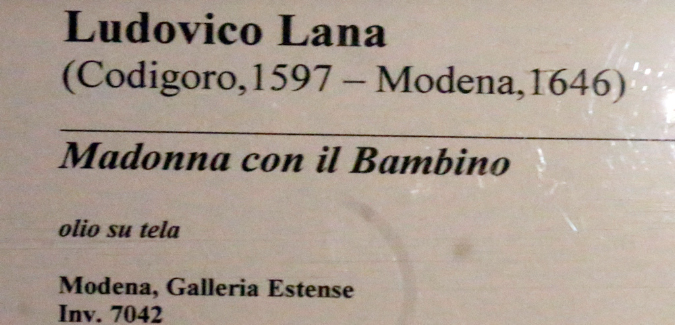 Ludovico Lana
(Codigoro,1597 – Modena,1646)
Madonna con il Bambino
olio su tela
Modena, Galleria Estense
Inv. 7042